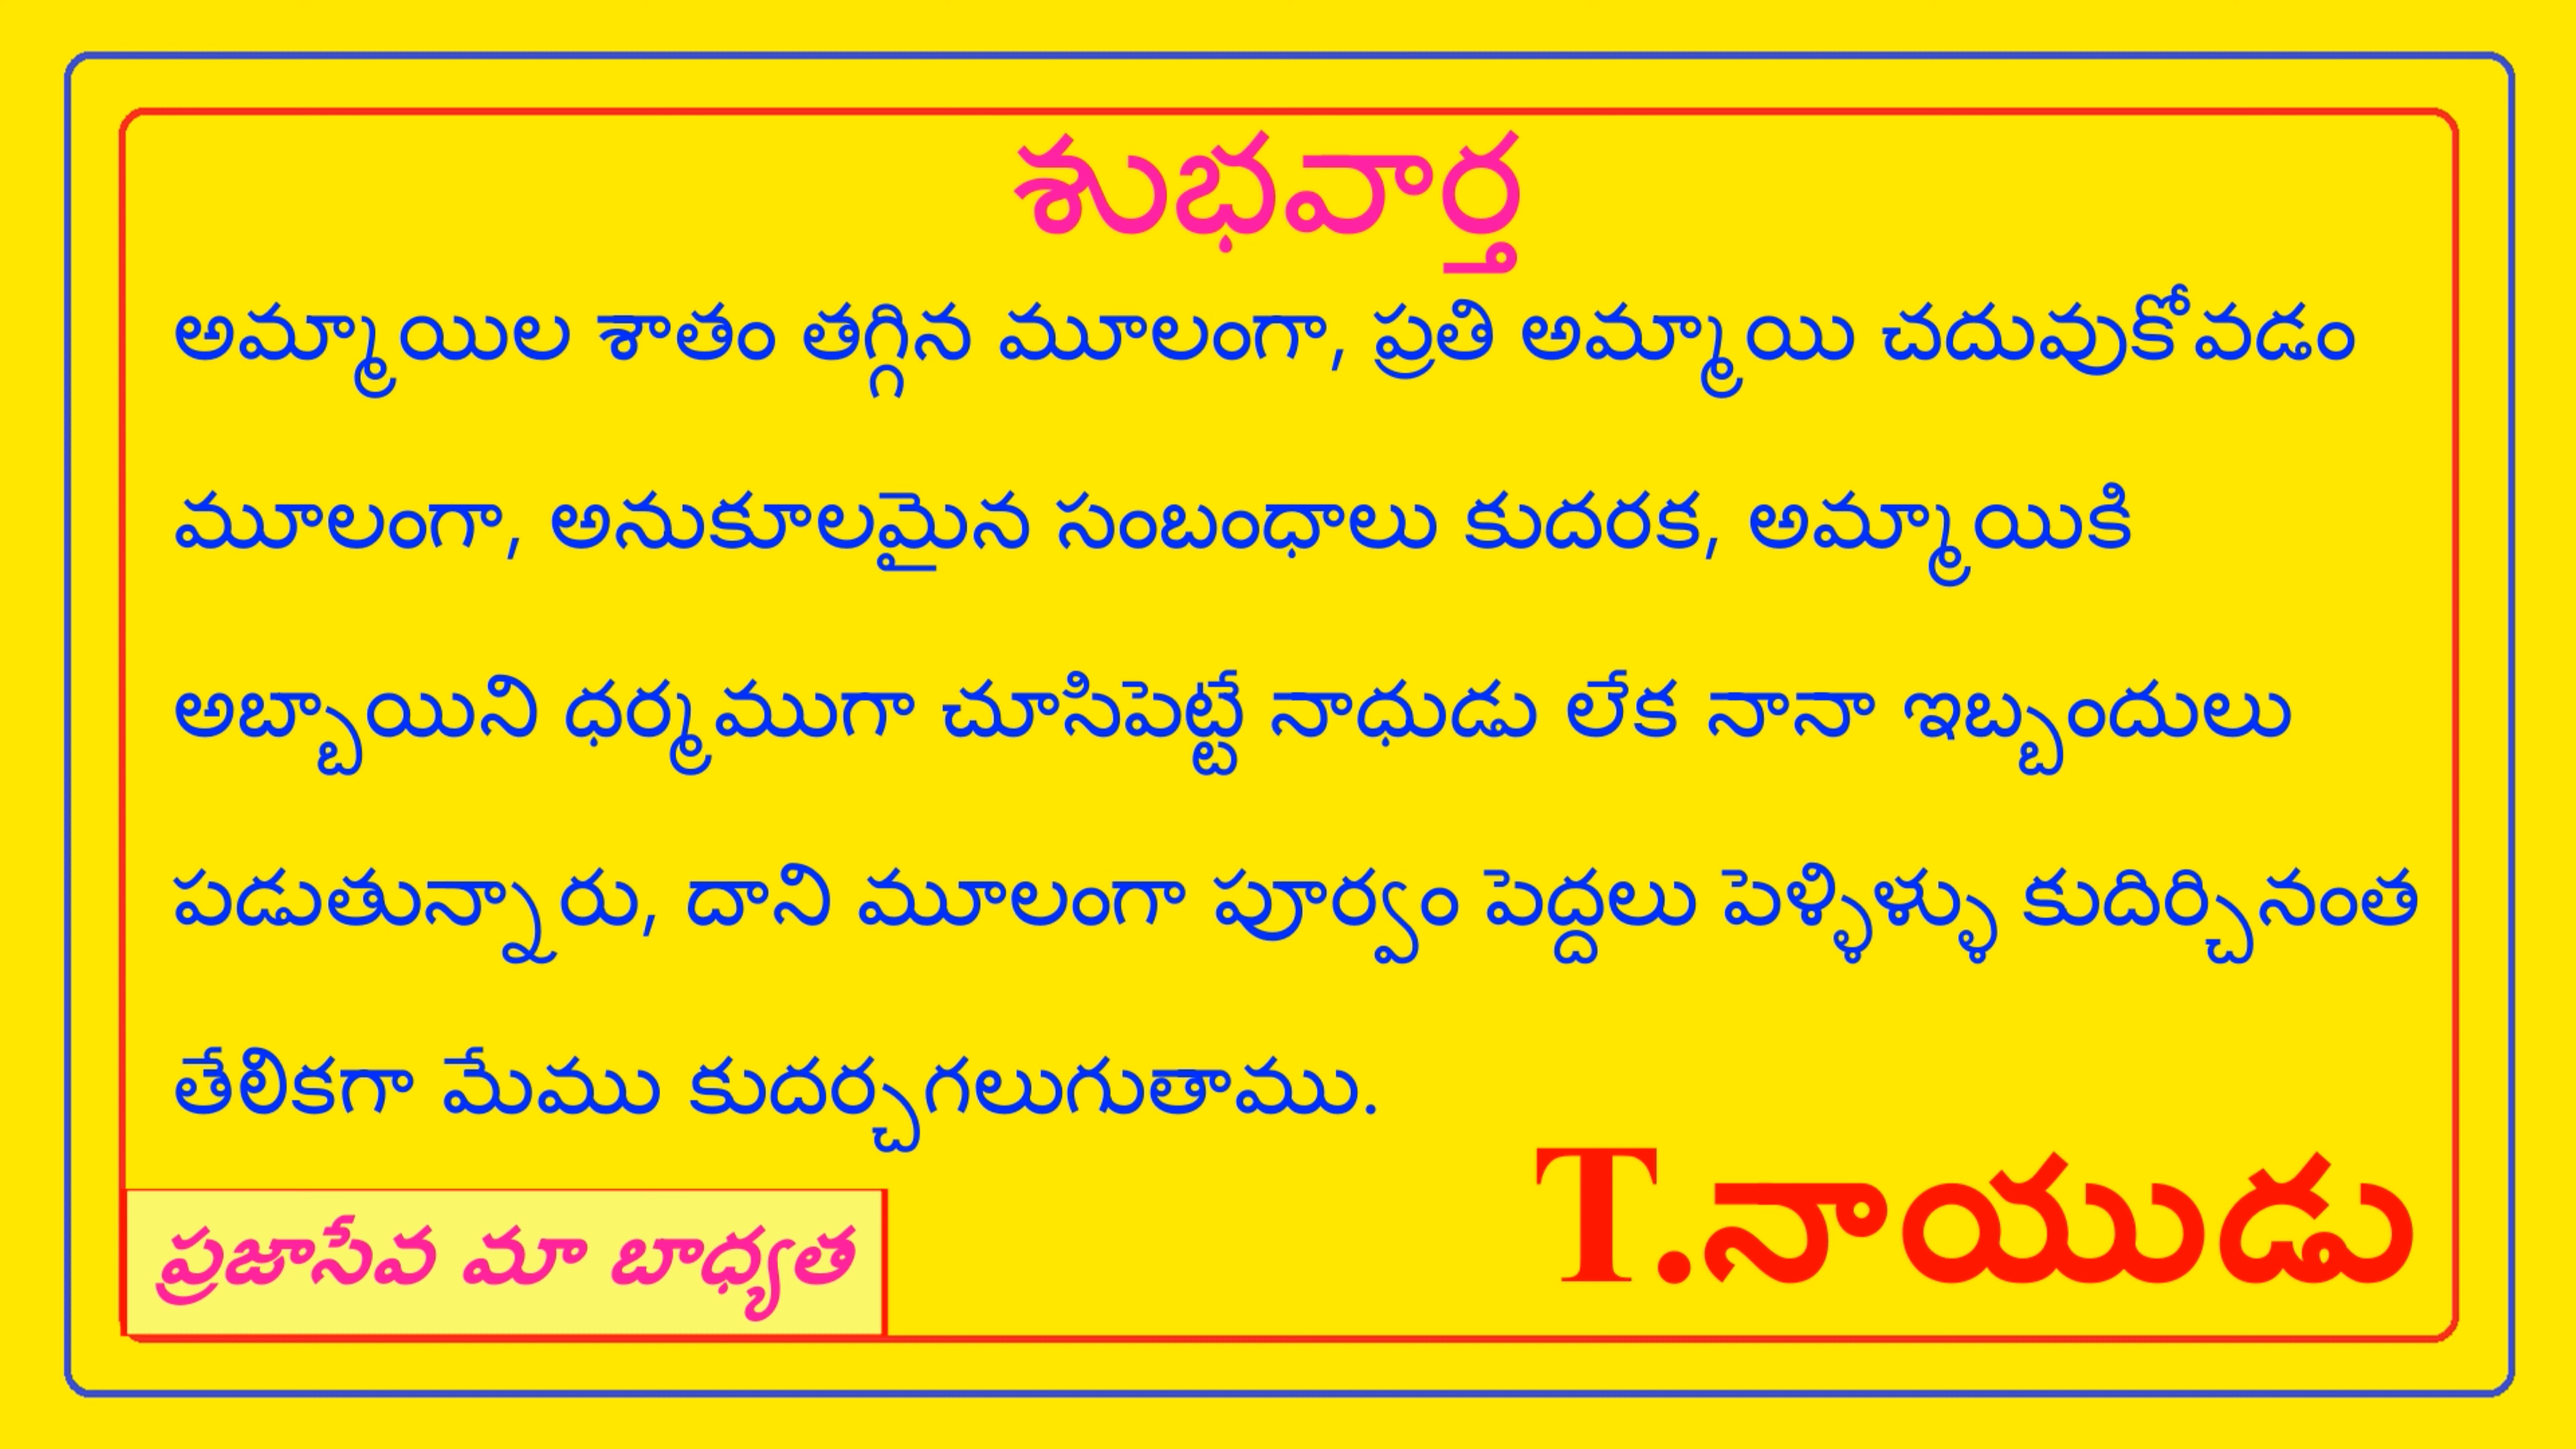 శుభవార్త
అమ్మాయిల శాతం తగ్గిన మూలంగా, ప్రతి అమ్మాయి చదువుకోవడం
మూలంగా, అనుకూలమైన సంబంధాలు కుదరక, అమ్మాయికి
అబ్బాయిని ధర్మముగా చూసిపెట్టే నాధుడు లేక నానా ఇబ్బందులు
పడుతున్నారు, దాని మూలంగా పూర్వం పెద్దలు పెళ్ళిళ్ళు కుదిర్చినంత
తేలికగా మేము కుదర్చగలుగుతాము.
T.నాయుడు
ప్రజాసేవ మా బాధ్యత